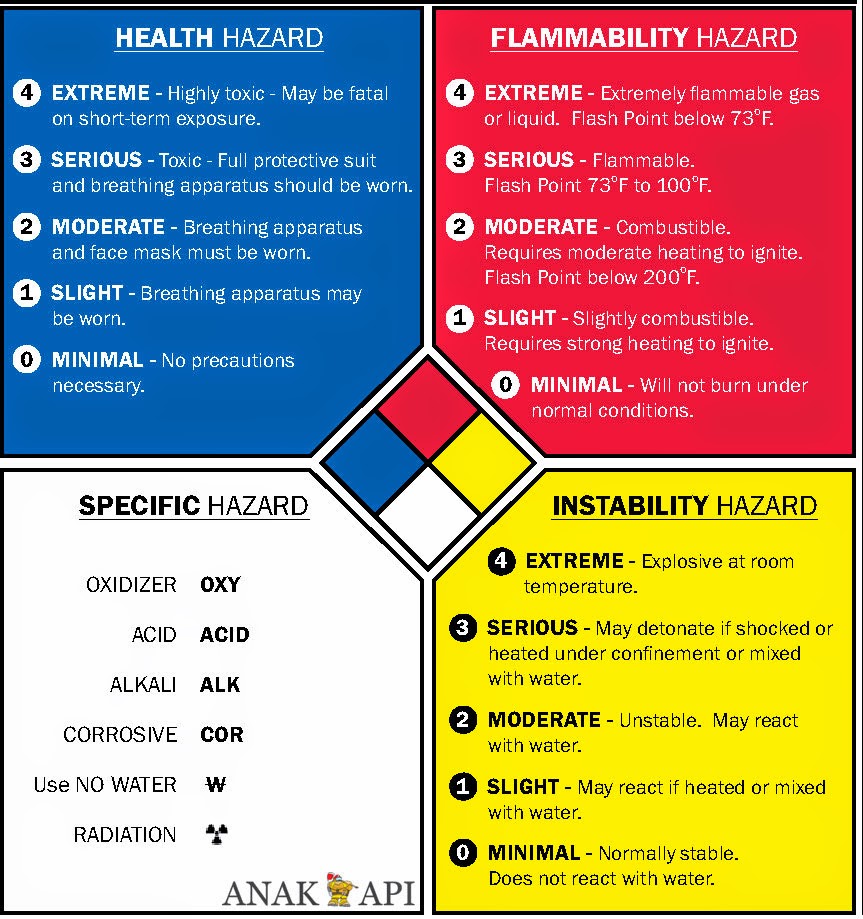 HEALTH HAZARD
4 EXTREME - Highly toxic - May be fatal
on short-term exposure.
3 SERIOUS - Toxic - Full protective suit
and breathing apparatus should be worn.
2 MODERATE - Breathing apparatus
and face mask must be worn.
1 SLIGHT - Breathing apparatus may
be worn.
0 MINIMAL - No precautions
necessary.
FLAMMABILITY HAZARD
4 EXTREME - Extremely flammable gas
or liquid. Flash Point below 73°F.
3 SERIOUS - Flammable.
Flash Point 73°F to 100°F.
2 MODERATE - Combustible.
Requires moderate heating to ignite.
Flash Point below 200°F.
1 SLIGHT - Slightly combustible.
Requires strong heating to ignite.
0 MINIMAL - Will not burn under
normal conditions.
SPECIFIC HAZARD
OXIDIZER OXY
ACID ACID
ALKALI ALK
CORROSIVE COR
Use NO WATER W
RADIATION
ANAK API
INSTABILITY HAZARD
4 EXTREME - Explosive at room
temperature.
3 SERIOUS - May detonate if shocked or
heated under confinement or mixed
with water.
2 MODERATE - Unstable. May react
with water.
1 SLIGHT - May react if heated or mixed
with water.
0 MINIMAL - Normally stable.
Does not react with water.